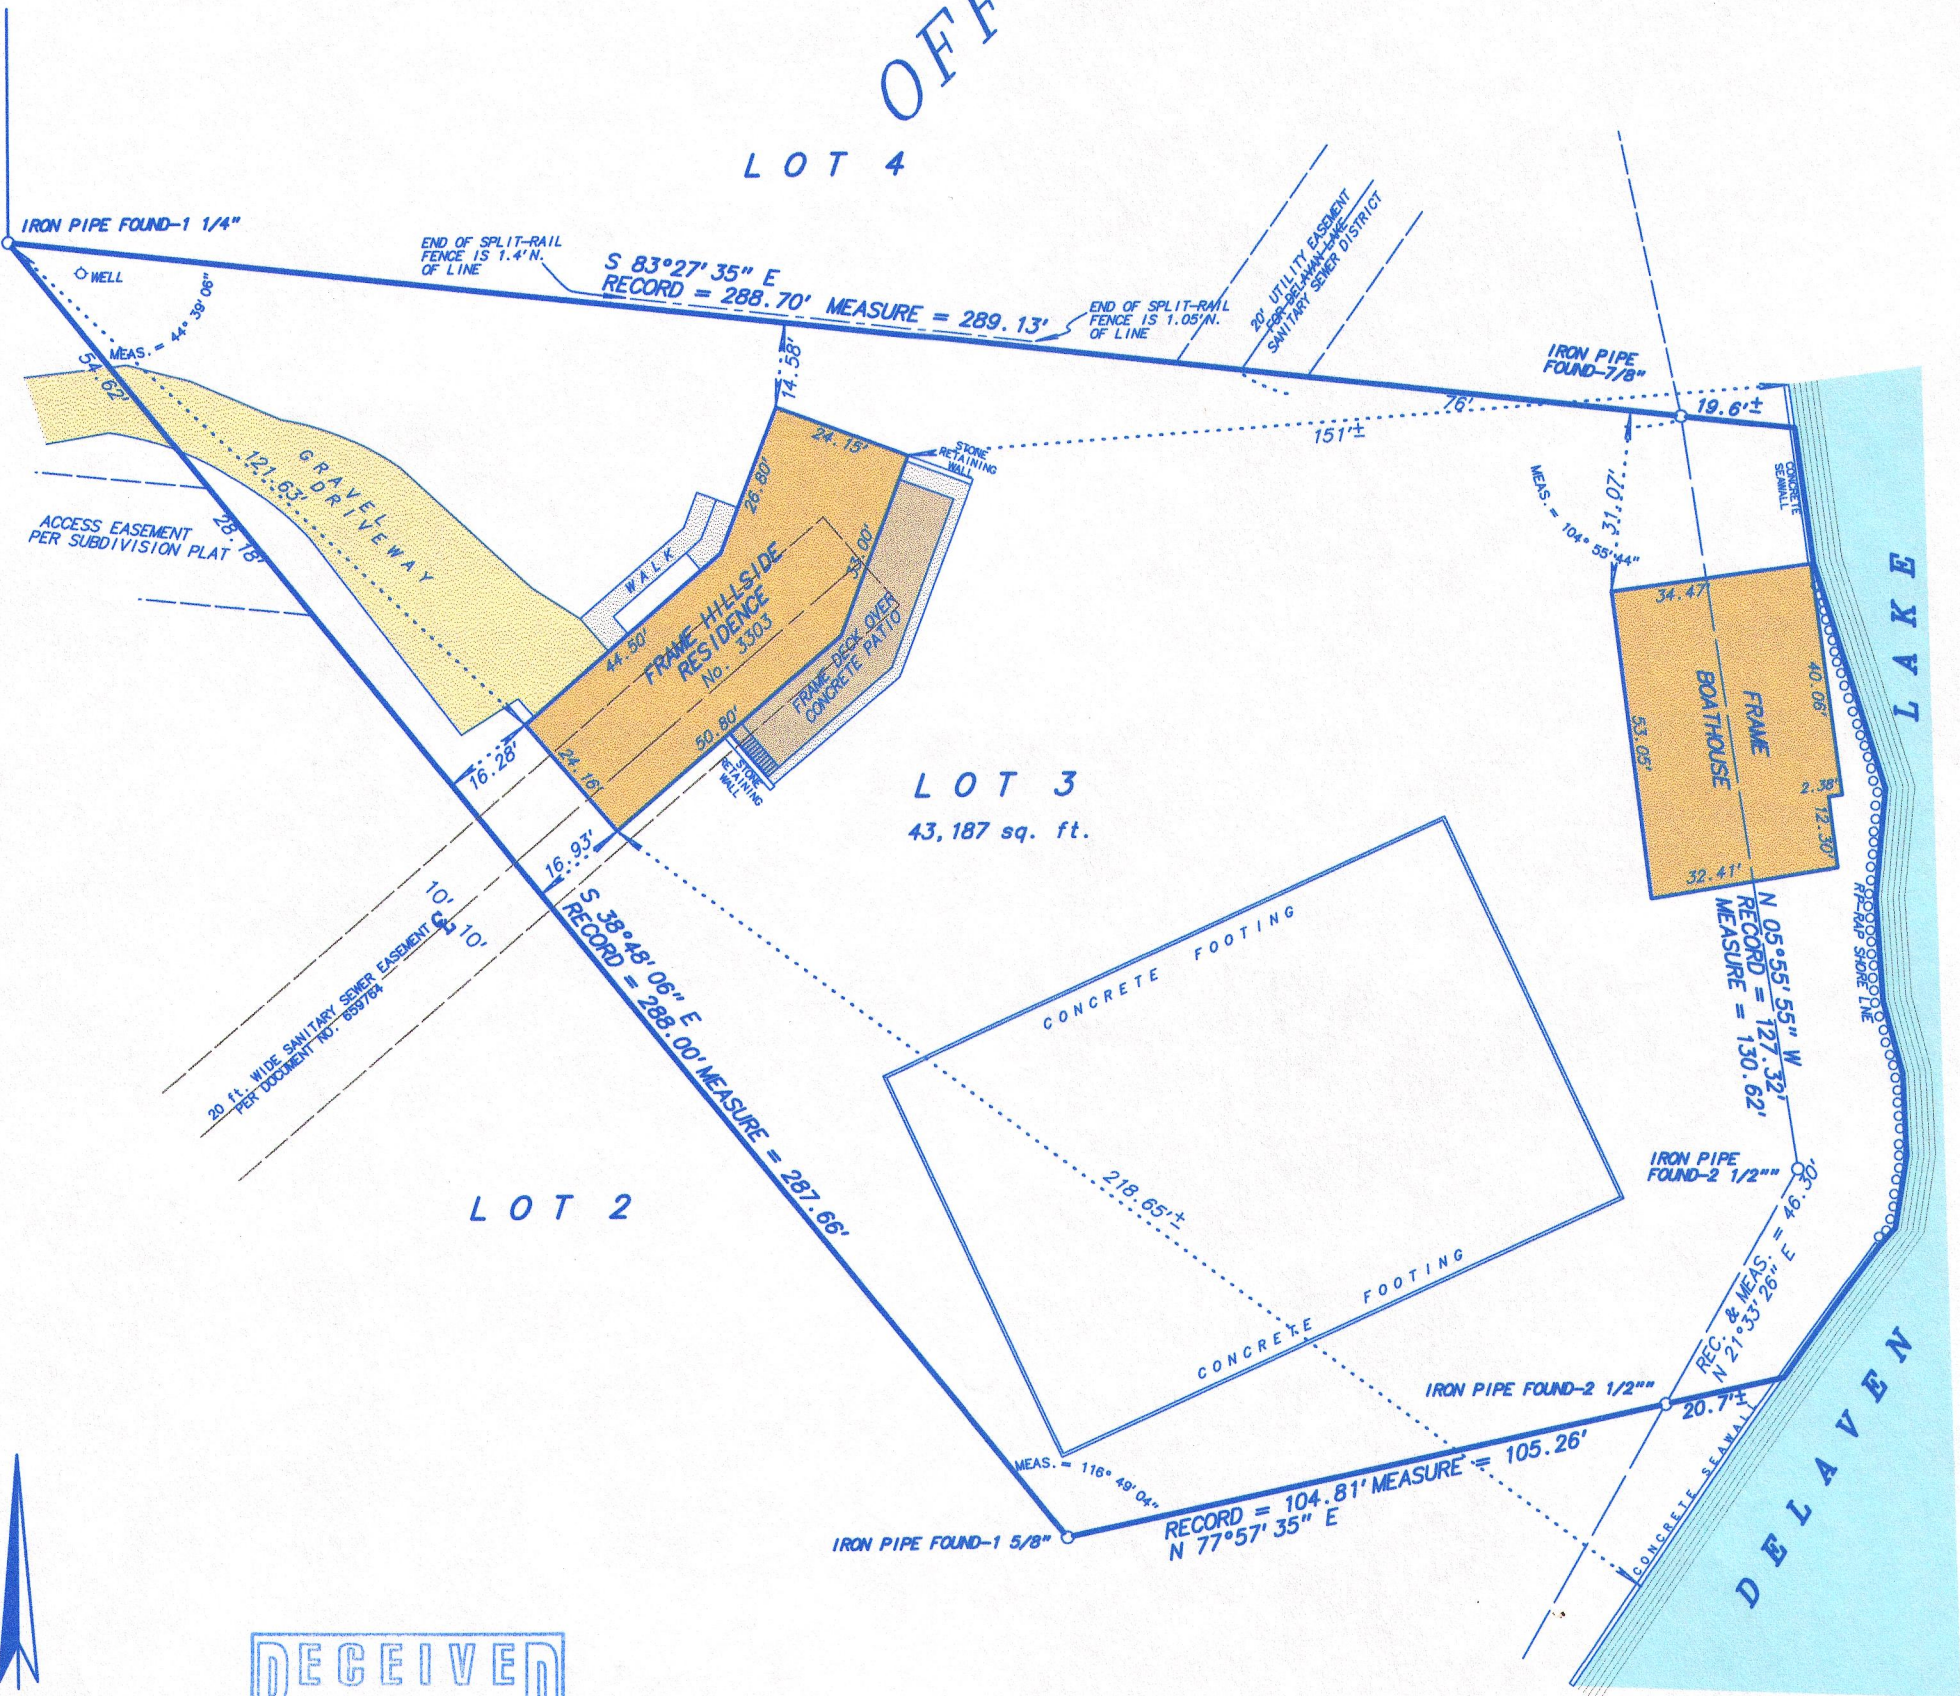 OFF
LOT 4
IRON PIPE FOUND-1 1/4"
WELL
MEAS. = 44° 39' 06"
END OF SPLIT-RAIL
FENCE IS 1.4'N.
OF LINE
S 83°27'35" E
RECORD = 288.70' MEASURE = 289.13'
END OF SPLIT-RAIL
FENCE IS 1.05'N.
OF LINE
20' UTILITY EASEMENT
FOR DELAVAN LAKE
SANITARY SEWER DISTRICT
IRON PIPE
FOUND-7/8"
19.6'±
76'
151'±
14.58'
54.62'
121.63'
GRAVEL
DRIVEWAY
ACCESS EASEMENT
PER SUBDIVISION PLAT
28.18'
24.15'
26.80'
STONE
RETAINING
WALL
33.00'
WALK
44.50'
FRAME HILLSIDE
RESIDENCE
No. 3303
FRAME DECK OVER
CONCRETE PATIO
50.80'
24.16'
STONE
RETAINING
WALL
16.28'
16.93'
CONCRETE
SEAWALL
31.07'
MEAS. = 104° 55' 44"
34.47'
40.06'
FRAME
BOATHOUSE
53.05'
2.38'
12.30'
32.41'
LAKE
LOT 3
43,187 sq. ft.
10'
10'
20 ft. WIDE SANITARY SEWER EASEMENT
PER DOCUMENT NO. 659764
S 38°48'06" E
RECORD = 288.00' MEASURE = 287.66'
CONCRETE FOOTING
N 05°55'55" W
RECORD = 127.32'
MEASURE = 130.62'
RIP-RAP SHORE LINE
IRON PIPE
FOUND-2 1/2""
218.65'±
LOT 2
REC. & MEAS. = 46.30'
N 21°33'26" E
CONCRETE FOOTING
IRON PIPE FOUND-2 1/2""
20.7'±
CONCRETE SEAWALL
MEAS. = 116° 49' 04"
RECORD = 104.81' MEASURE = 105.26'
N 77°57'35" E
IRON PIPE FOUND-1 5/8"
DELAVEN
DECEIVED